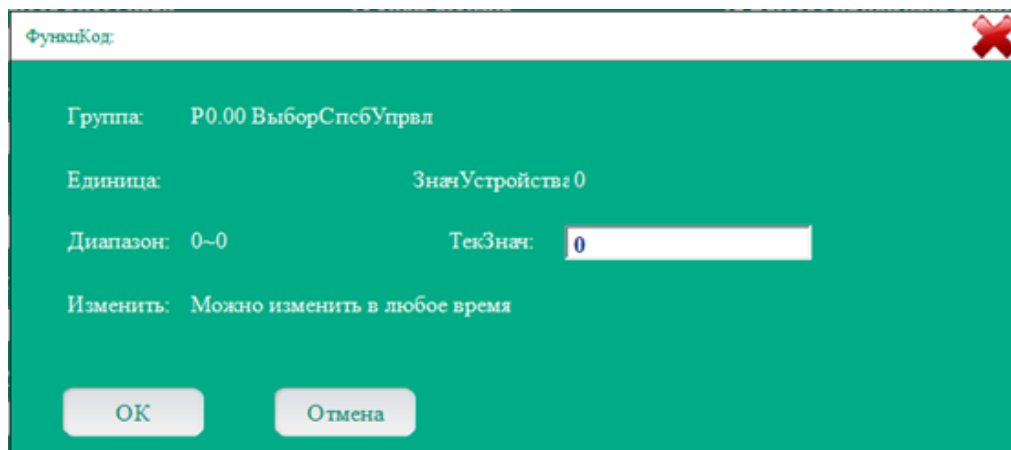 ФункцКод:
Группа: P0.00 ВыборСпсбУпрвл
Единица: ЗначУстройства 0
Диапазон: 0~0 ТекЗнач: 0
Изменить: Можно изменить в любое время
OK Отмена